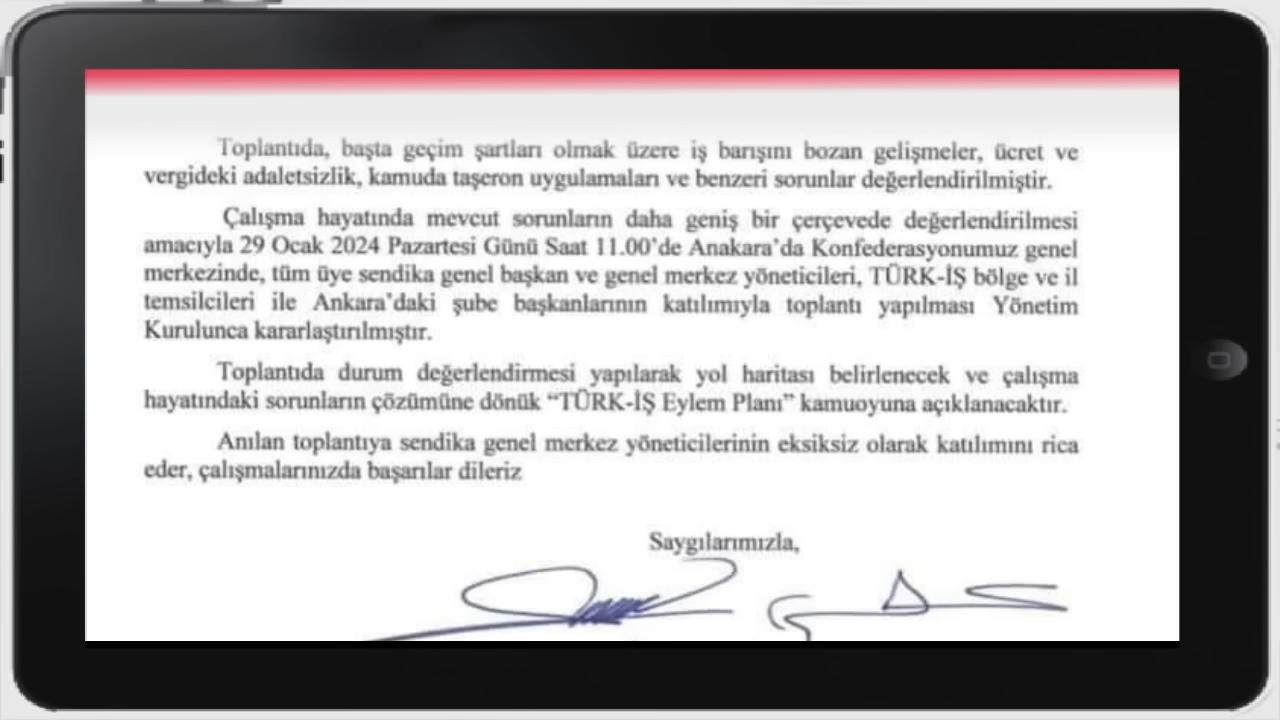 Toplantıda, başta geçim şartları olmak üzere iş barışını bozan gelişmeler, ücret ve
vergideki adaletsizlik, kamuda taşeron uygulamaları ve benzeri sorunlar değerlendirilmiştir.
Çalışma hayatında mevcut sorunların daha geniş bir çerçevede değerlendirilmesi
amacıyla 29 Ocak 2024 Pazartesi Günü Saat 11.00’de Anakara’da Konfederasyonumuz genel
merkezinde, tüm üye sendika genel başkan ve genel merkez yöneticileri, TÜRK-İŞ bölge ve il
temsilcileri ile Ankara’daki şube başkanlarının katılımıyla toplantı yapılması Yönetim
Kurulunca kararlaştırılmıştır.
Toplantıda durum değerlendirmesi yapılarak yol haritası belirlenecek ve çalışma
hayatındaki sorunların çözümüne dönük “TÜRK-İŞ Eylem Planı” kamuoyuna açıklanacaktır.
Anılan toplantıya sendika genel merkez yöneticilerinin eksiksiz olarak katılımını rica
eder, çalışmalarınızda başarılar dileriz
Saygılarımızla,